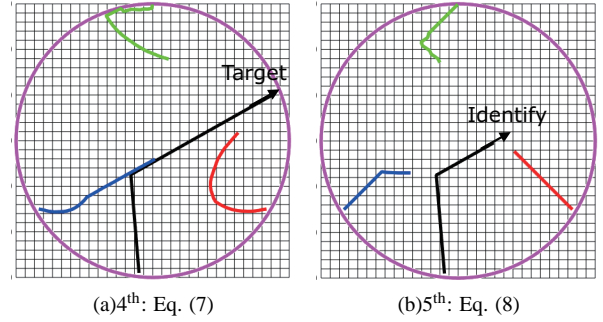 Target
Identify
(a)4th: Eq. (7)
(b)5th: Eq. (8)